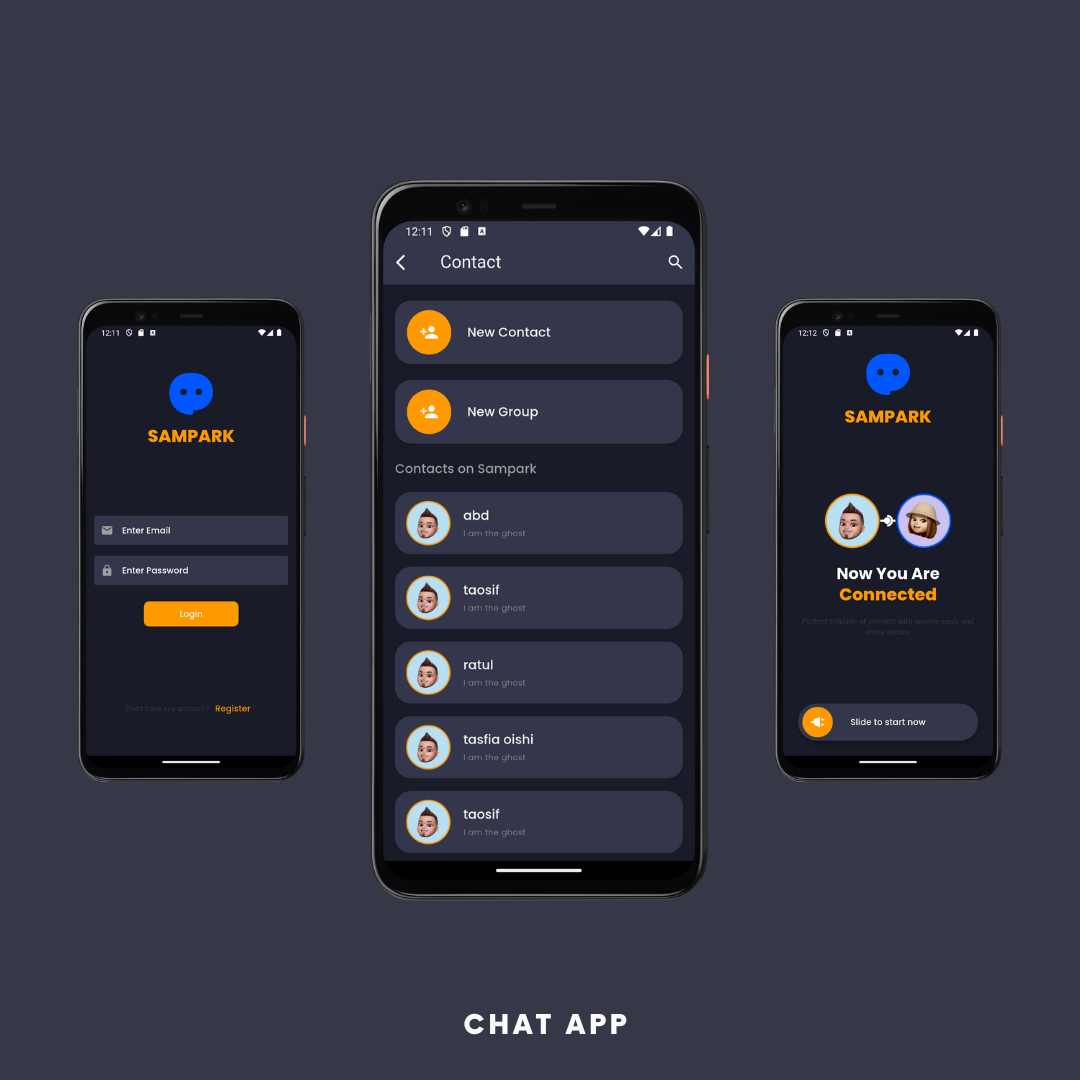 12:11
SAMPARK
Enter Email
Enter Password
Login
Don't have any account? Register
12:11
Contact
New Contact
New Group
Contacts on Sampark
abd
I am the ghost
taosif
I am the ghost
ratul
I am the ghost
tasfia oishi
I am the ghost
taosif
I am the ghost
12:12
SAMPARK
Now You Are
Connected
Perfect solution of connect with anyone easily and
more secure
Slide to start now
CHAT APP